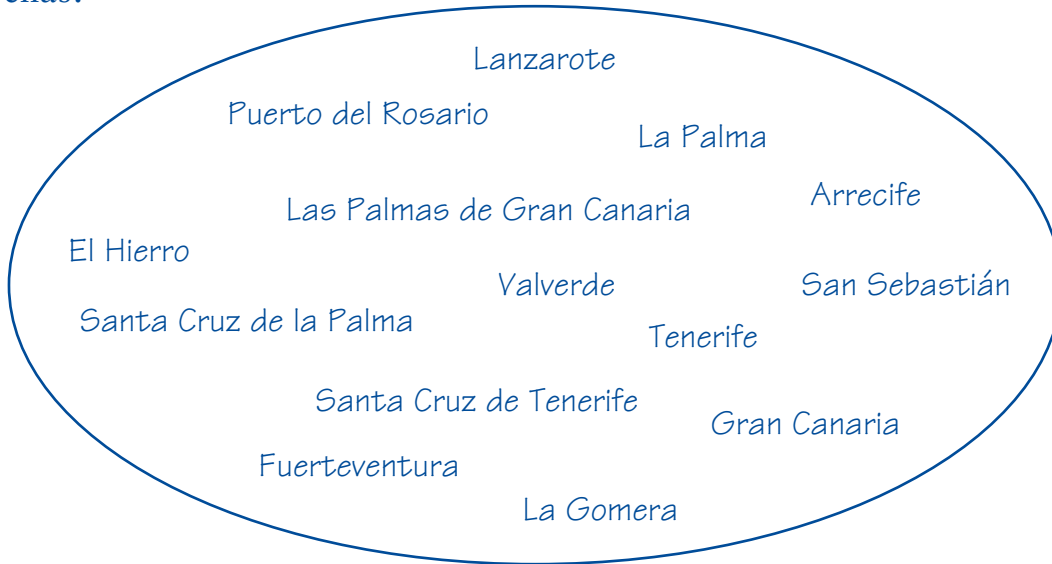 ellas.
Lanzarote
Puerto del Rosario
La Palma
Arrecife
Las Palmas de Gran Canaria
El Hierro
Valverde
San Sebastián
Santa Cruz de la Palma
Tenerife
Santa Cruz de Tenerife
Gran Canaria
Fuerteventura
La Gomera